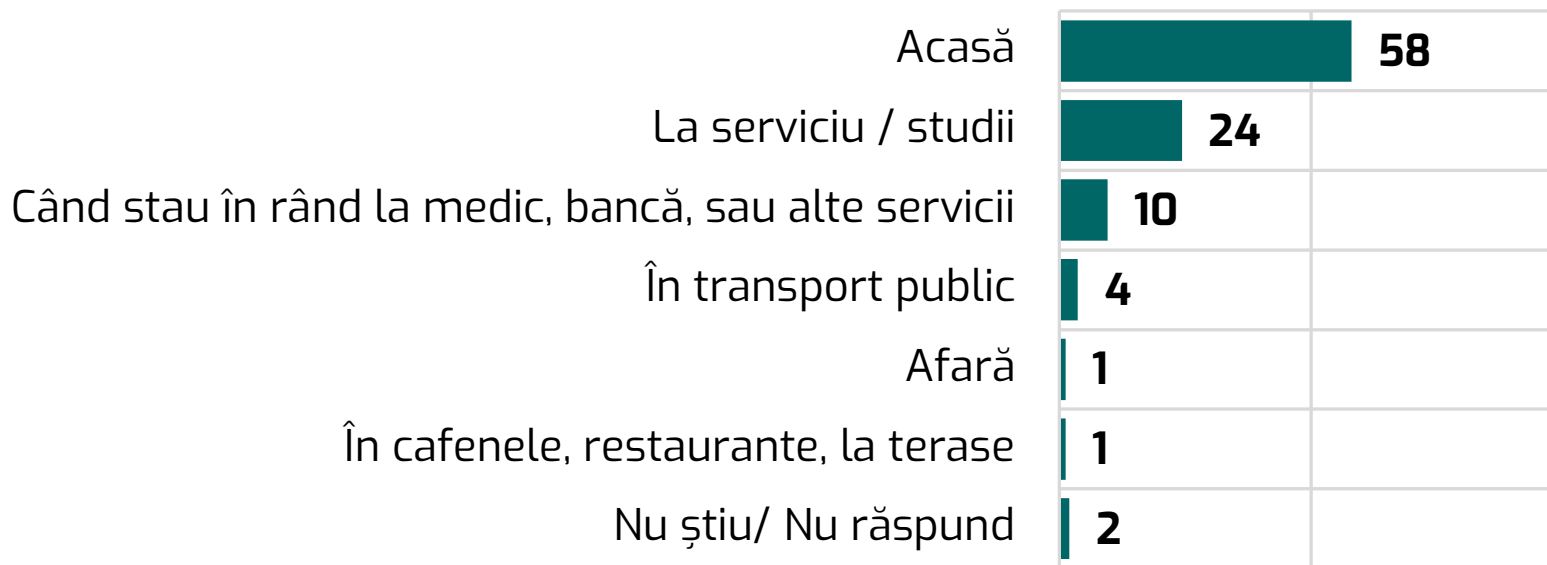 Acasă 58
La serviciu / studii 24
Când stau în rând la medic, bancă, sau alte servicii 10
În transport public 4
Afară 1
În cafenele, restaurante, la terase 1
Nu știu/ Nu răspund 2